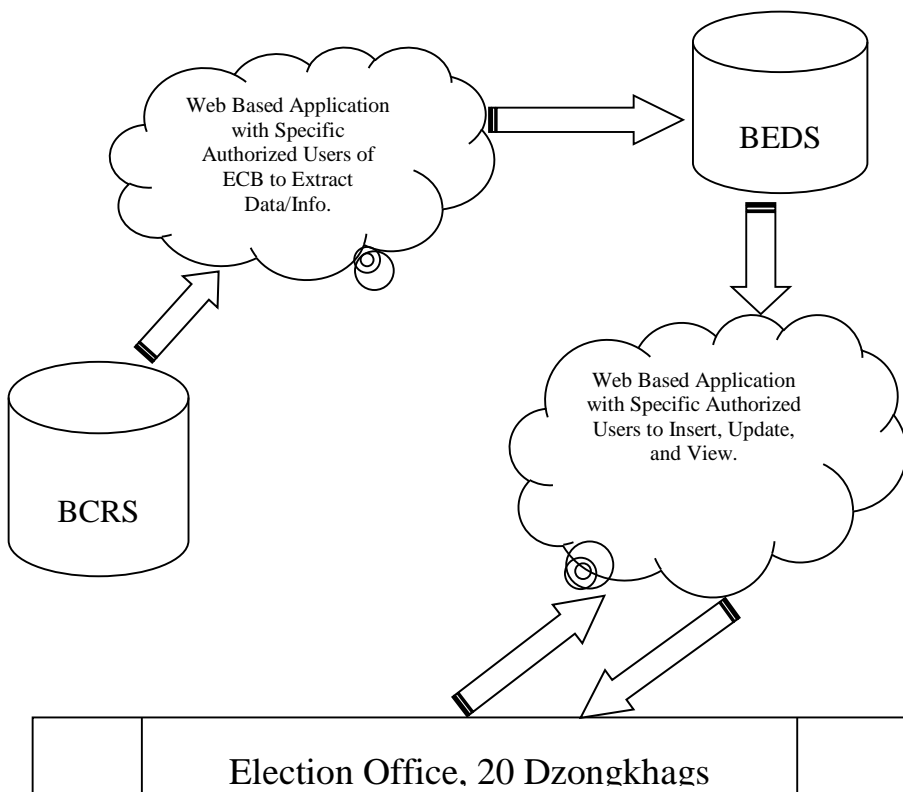 Web Based Application
with Specific
Authorized Users of
ECB to Extract
Data/Info.
BEDS
Web Based Application
with Specific Authorized
Users to Insert, Update,
and View.
BCRS
Election Office, 20 Dzongkhags